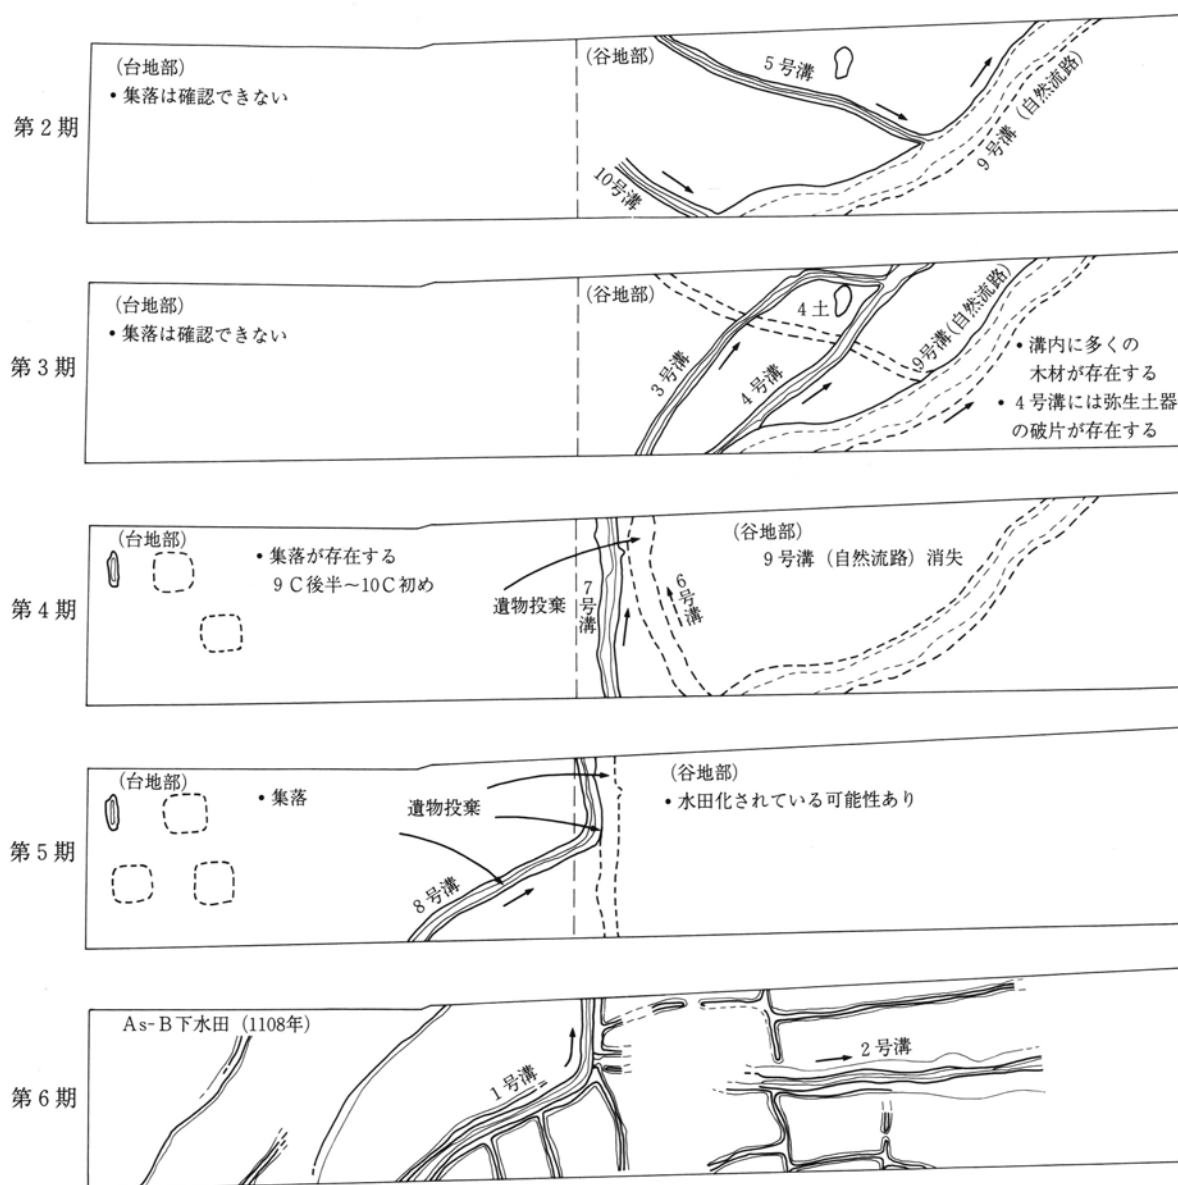 第2期
(台地部)
• 集落は確認できない
(谷地部)
5号溝
10号溝
9号溝(自然流路)
第3期
(台地部)
• 集落は確認できない
(谷地部)
4土
3号溝
4号溝
9号溝(自然流路)
• 溝内に多くの
木材が存在する
• 4号溝には弥生土器
の破片が存在する
第4期
(台地部)
• 集落が存在する
9C後半〜10C初め
遺物投棄
7号溝
6号溝
(谷地部)
9号溝(自然流路)消失
第5期
(台地部)
• 集落
遺物投棄
8号溝
(谷地部)
• 水田化されている可能性あり
第6期
As-B下水田(1108年)
1号溝
2号溝